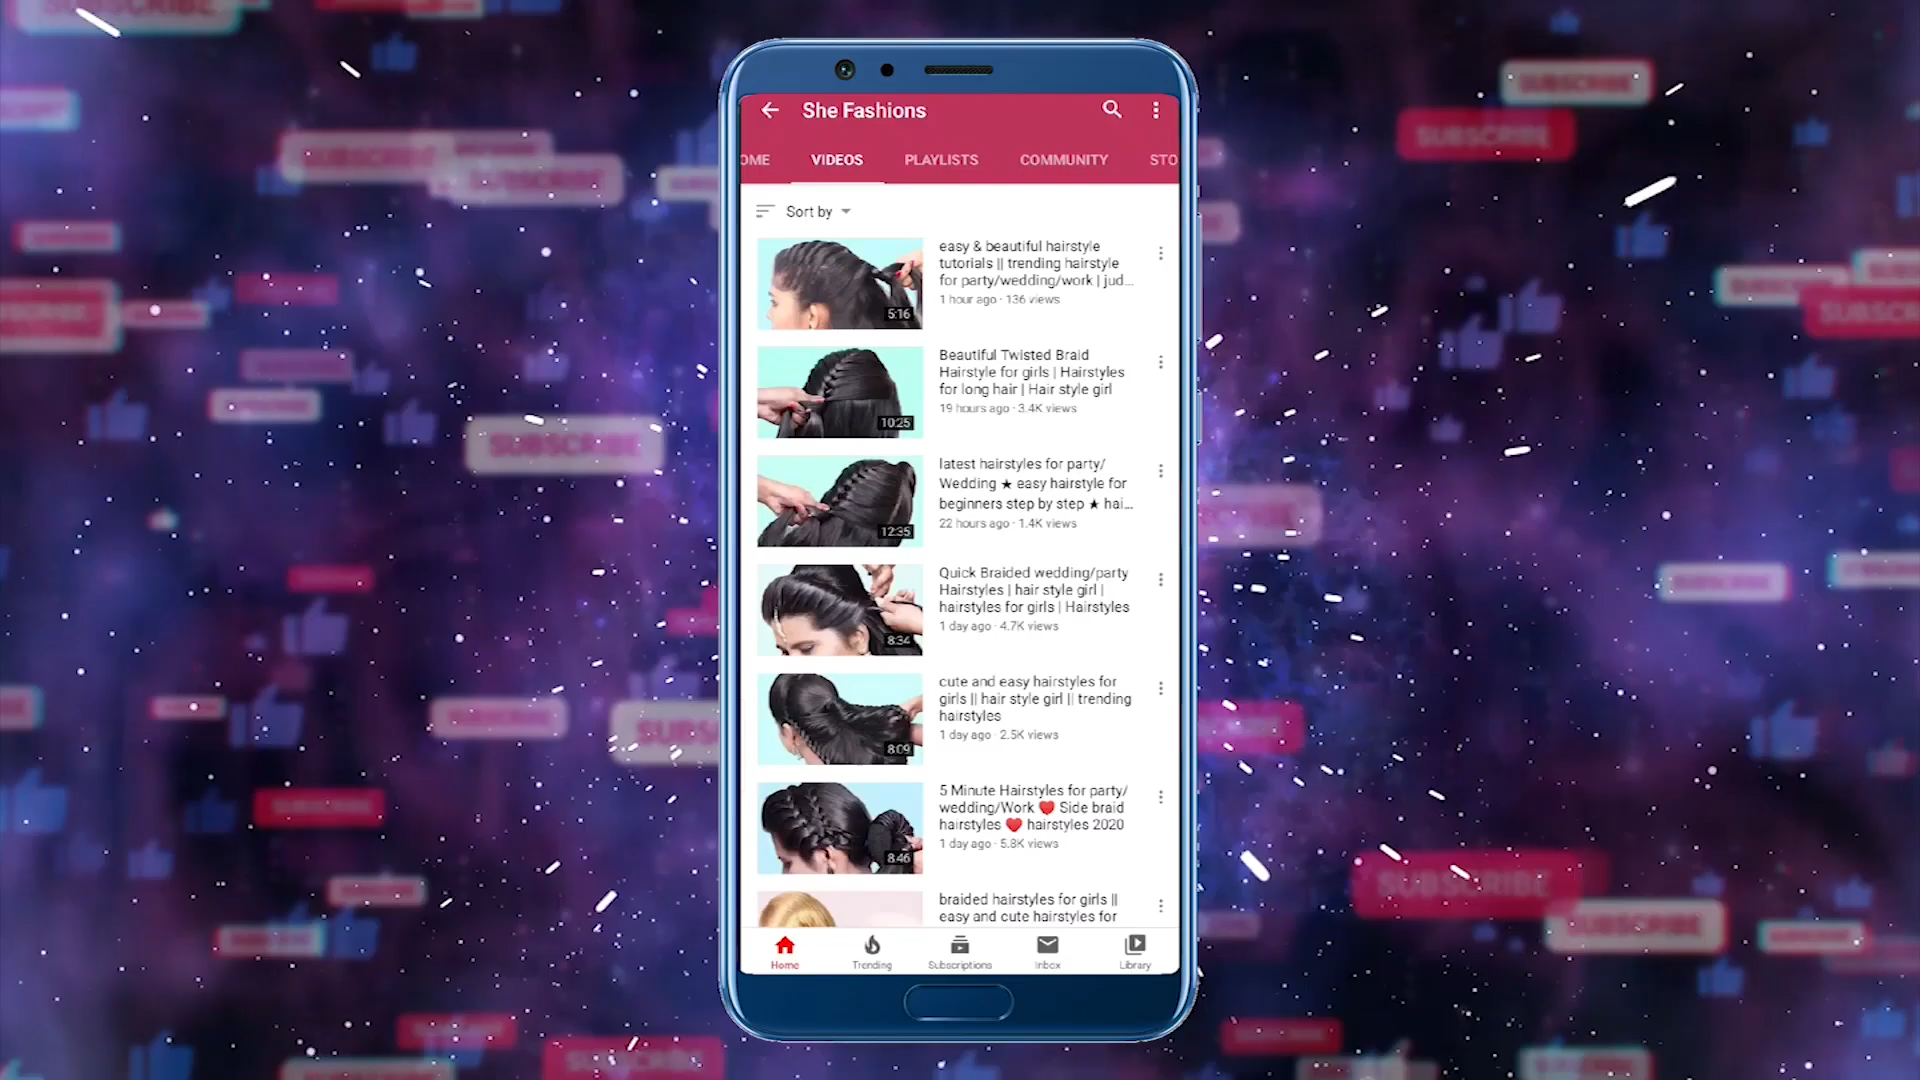 She Fashions
OME VIDEOS PLAYLISTS COMMUNITY STO
Sort by
easy & beautiful hairstyle
tutorials || trending hairstyle
for party/wedding/work | jud...
1 hour ago · 136 views
5:16
Beautiful Twisted Braid
Hairstyle for girls | Hairstyles
for long hair | Hair style girl
19 hours ago · 3.4K views
10:25
latest hairstyles for party/
Wedding ★ easy hairstyle for
beginners step by step ★ hai...
22 hours ago · 1.4K views
12:35
Quick Braided wedding/party
Hairstyles | hair style girl |
hairstyles for girls | Hairstyles
1 day ago · 4.7K views
8:34
cute and easy hairstyles for
girls || hair style girl || trending
hairstyles
1 day ago · 2.5K views
8:09
5 Minute Hairstyles for party/
wedding/Work ♥ Side braid
hairstyles ♥ hairstyles 2020
1 day ago · 5.8K views
8:46
braided hairstyles for girls ||
easy and cute hairstyles for
Home Trending Subscriptions Inbox Library
SUBSCRIBE
SUBSCRIBE
SUBSCRIBE
SUBSCRIBE